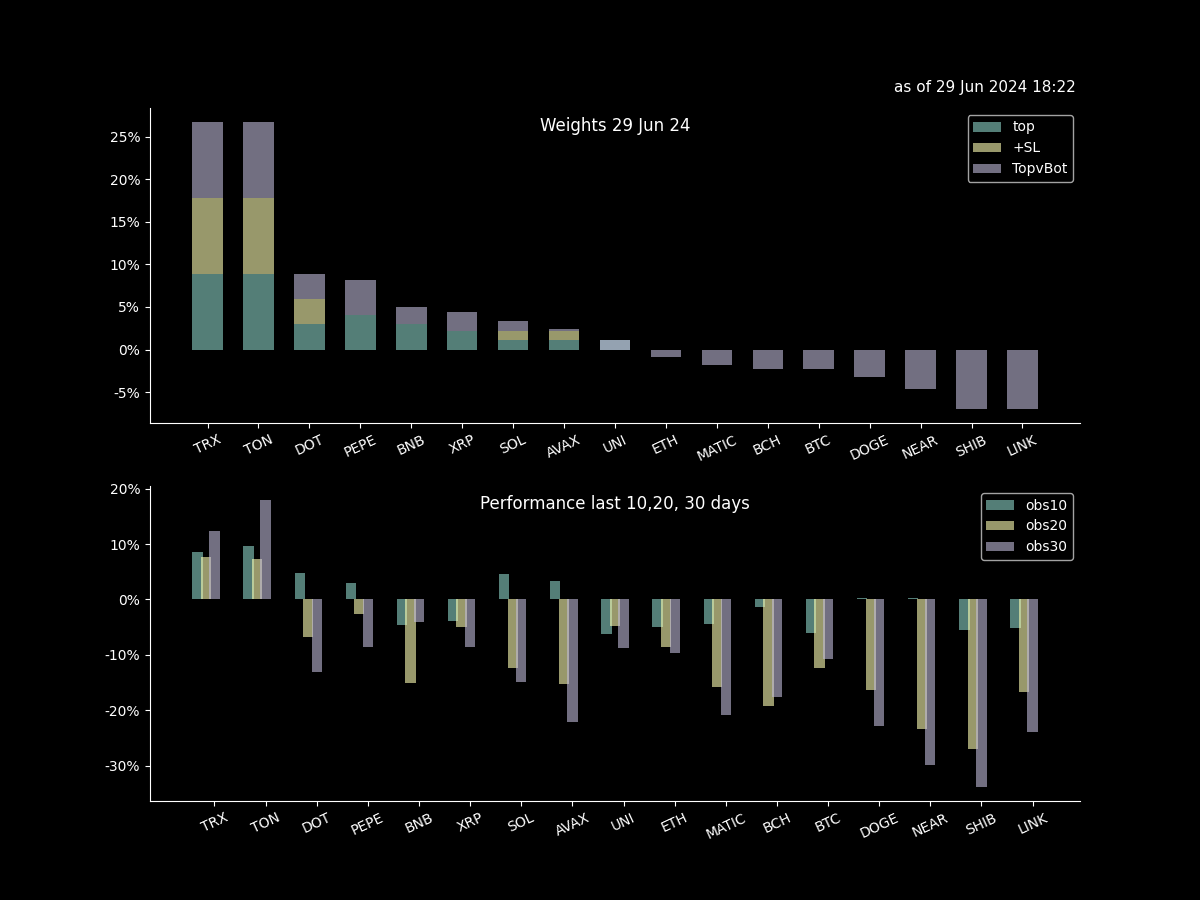 as of 29 Jun 2024 18:22
Weights 29 Jun 24
top
+SL
TopvBot
25%
20%
15%
10%
5%
0%
-5%
TRX TON DOT PEPE BNB XRP SOL AVAX UNI ETH MATIC BCH BTC DOGE NEAR SHIB LINK
Performance last 10,20, 30 days
obs10
obs20
obs30
20%
10%
0%
-10%
-20%
-30%
TRX TON DOT PEPE BNB XRP SOL AVAX UNI ETH MATIC BCH BTC DOGE NEAR SHIB LINK